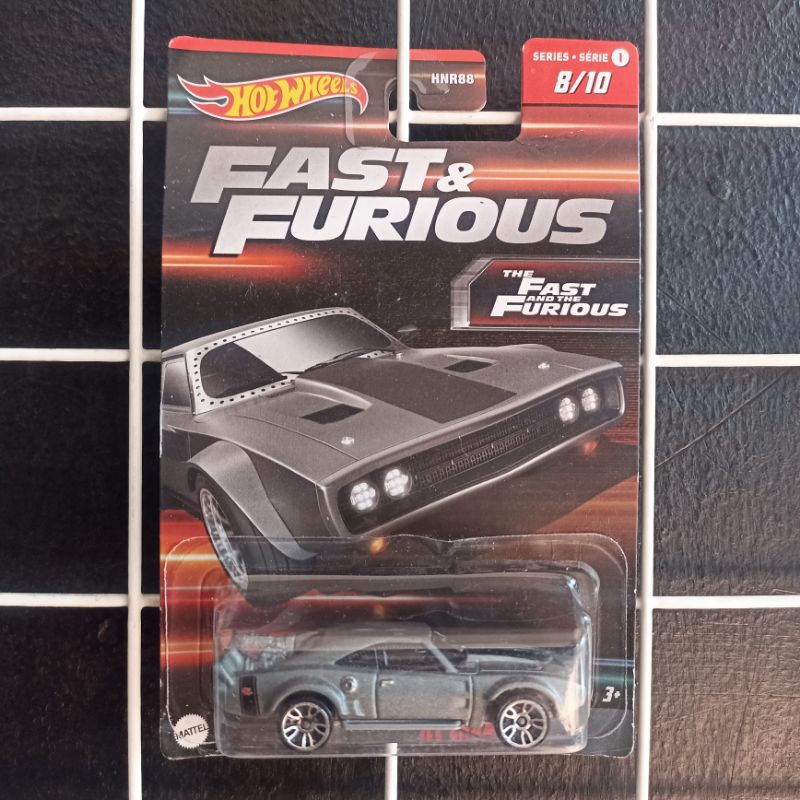 HOT WHEELS
HNR88
SERIES • SÉRIE 1
8/10
FAST &
FURIOUS
THE
FAST
AND THE
FURIOUS
3+
MATTEL